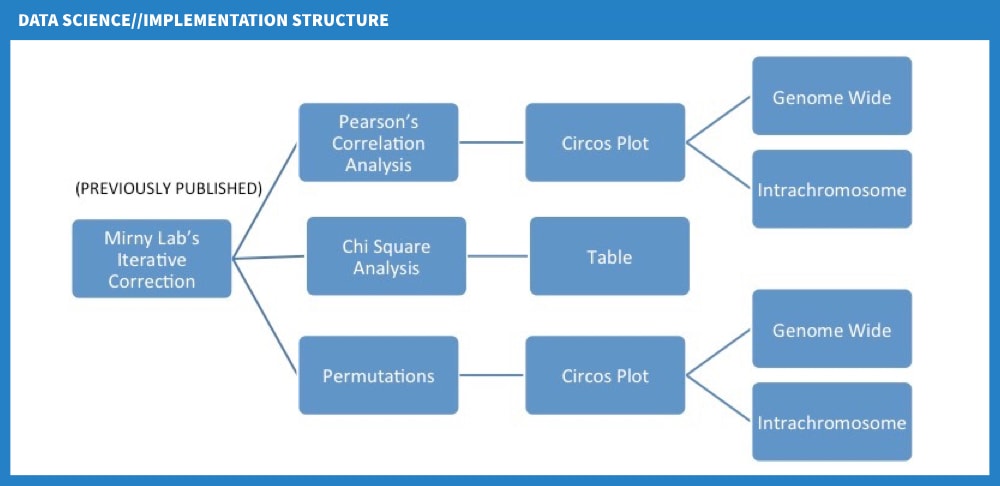 DATA SCIENCE//IMPLEMENTATION STRUCTURE
(PREVIOUSLY PUBLISHED)
Mirny Lab's
Iterative
Correction
Pearson's
Correlation
Analysis
Circos Plot
Genome Wide
Intrachromosome
Chi Square
Analysis
Table
Permutations
Circos Plot
Genome Wide
Intrachromosome